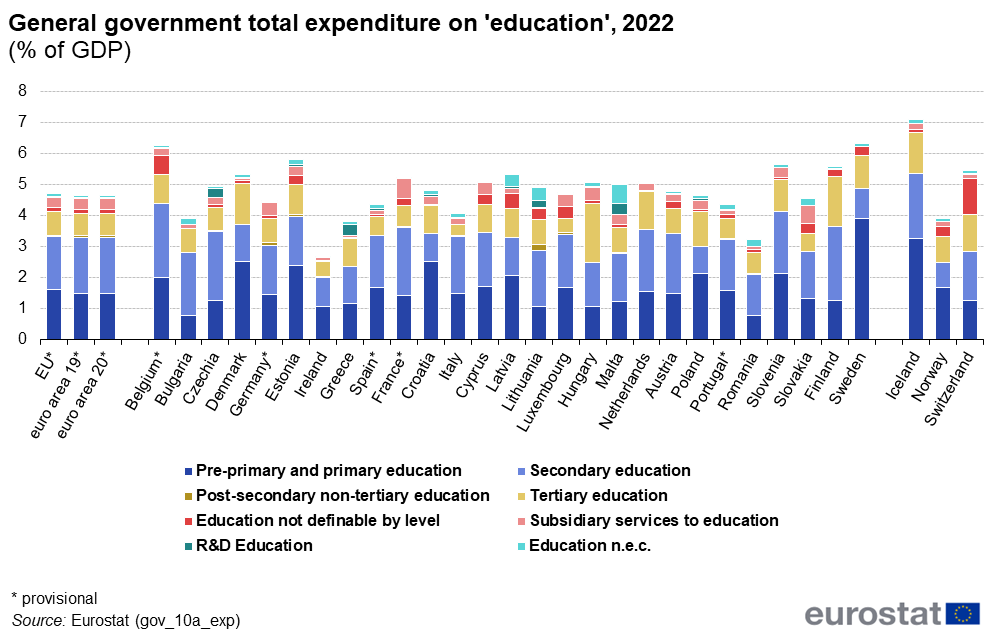 General government total expenditure on 'education', 2022
(% of GDP)
8
7
6
5
4
3
2
1
0
EU*
euro area 19*
euro area 20*
Belgium*
Bulgaria
Czechia
Denmark
Germany*
Estonia
Ireland
Greece
Spain*
France*
Croatia
Italy
Cyprus
Latvia
Lithuania
Luxembourg
Hungary
Malta
Netherlands
Austria
Poland
Portugal*
Romania
Slovenia
Slovakia
Finland
Sweden
Iceland
Norway
Switzerland
Pre-primary and primary education
Secondary education
Post-secondary non-tertiary education
Tertiary education
Education not definable by level
Subsidiary services to education
R&D Education
Education n.e.c.
* provisional
Source: Eurostat (gov_10a_exp)
eurostat